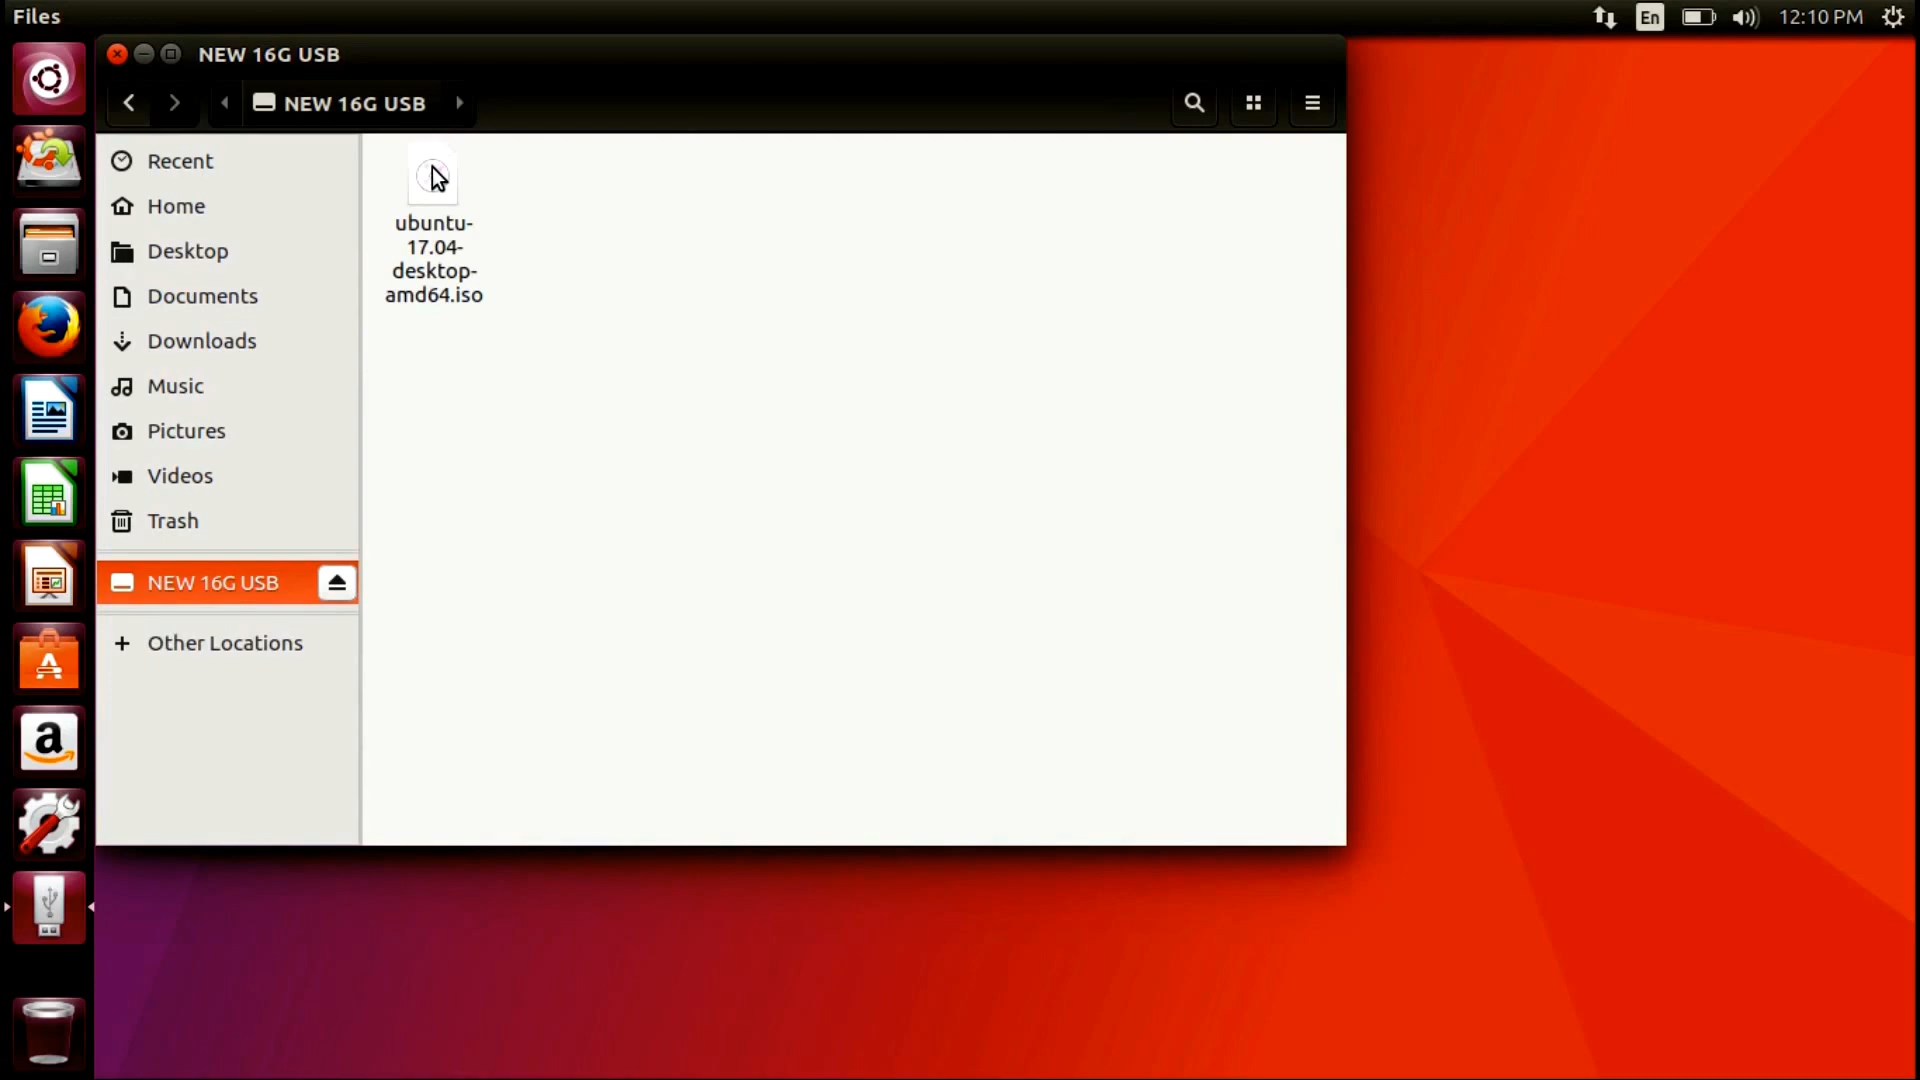 Files
En
12:10 PM
NEW 16G USB
NEW 16G USB
Recent
Home
Desktop
Documents
Downloads
Music
Pictures
Videos
Trash
NEW 16G USB
Other Locations
ubuntu-
17.04-
desktop-
amd64.iso
A
a